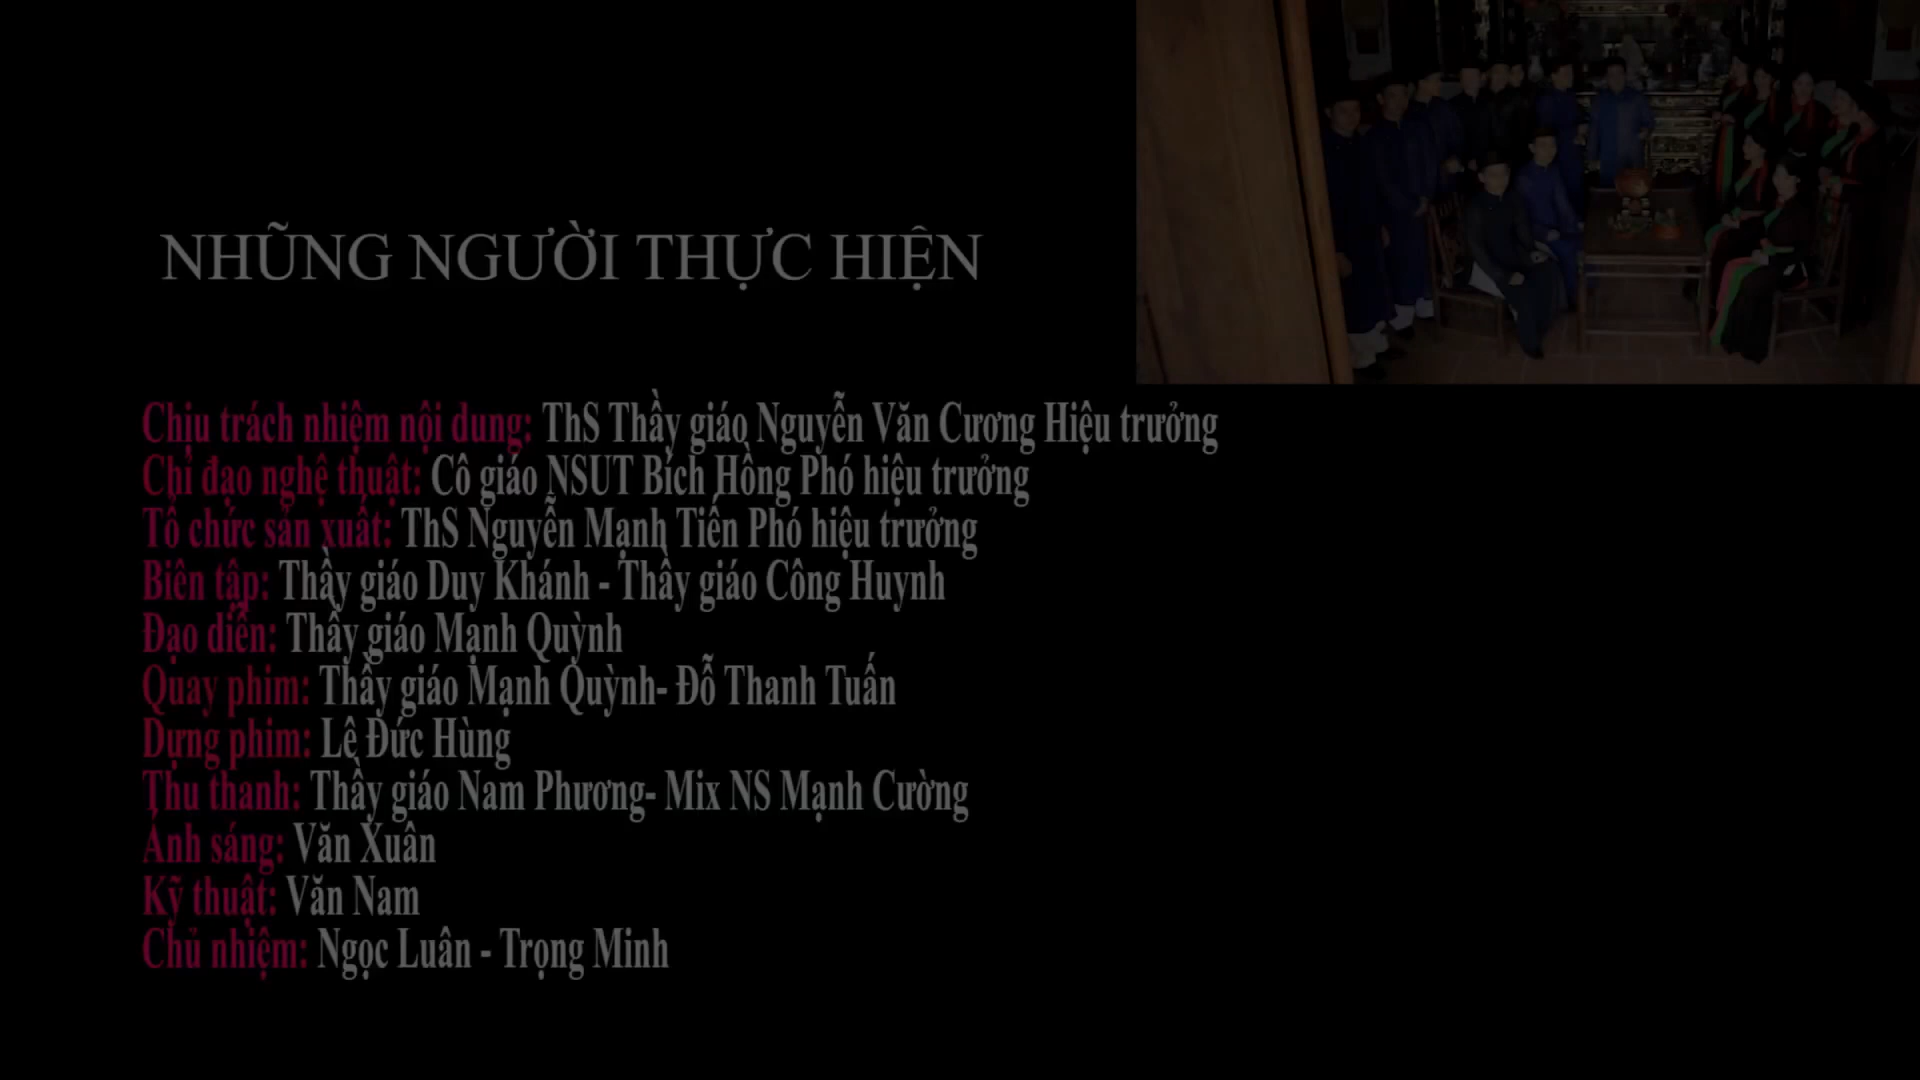 NHỮNG NGƯỜI THỰC HIỆN
Chịu trách nhiệm nội dung: ThS Thầy giáo Nguyễn Văn Cương Hiệu trưởng
Chỉ đạo nghệ thuật: Cô giáo NSUT Bích Hồng Phó hiệu trưởng
Tổ chức sản xuất: ThS Nguyễn Mạnh Tiến Phó hiệu trưởng
Biên tập: Thầy giáo Duy Khánh - Thầy giáo Công Huynh
Đạo diễn: Thầy giáo Mạnh Quỳnh
Quay phim: Thầy giáo Mạnh Quỳnh- Đỗ Thanh Tuấn
Dựng phim: Lê Đức Hùng
Thu thanh: Thầy giáo Nam Phương- Mix NS Mạnh Cường
Ánh sáng: Văn Xuân
Kỹ thuật: Văn Nam
Chủ nhiệm: Ngọc Luân - Trọng Minh